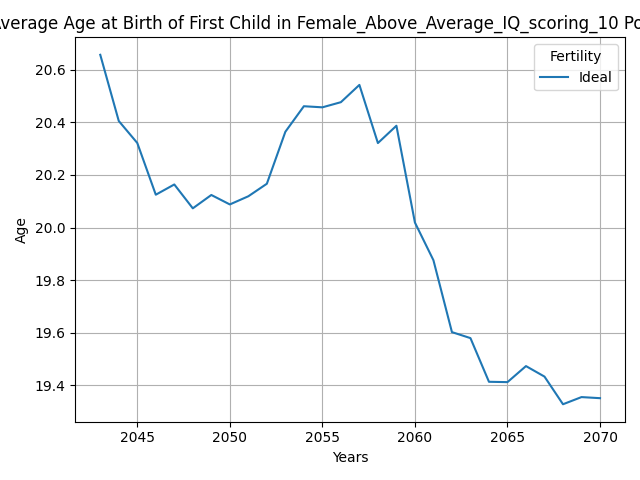 verage Age at Birth of First Child in Female_Above_Average_IQ_scoring_10 Po
Fertility
Ideal
20.6
20.4
20.2
20.0
19.8
19.6
19.4
Age
2045 2050 2055 2060 2065 2070
Years